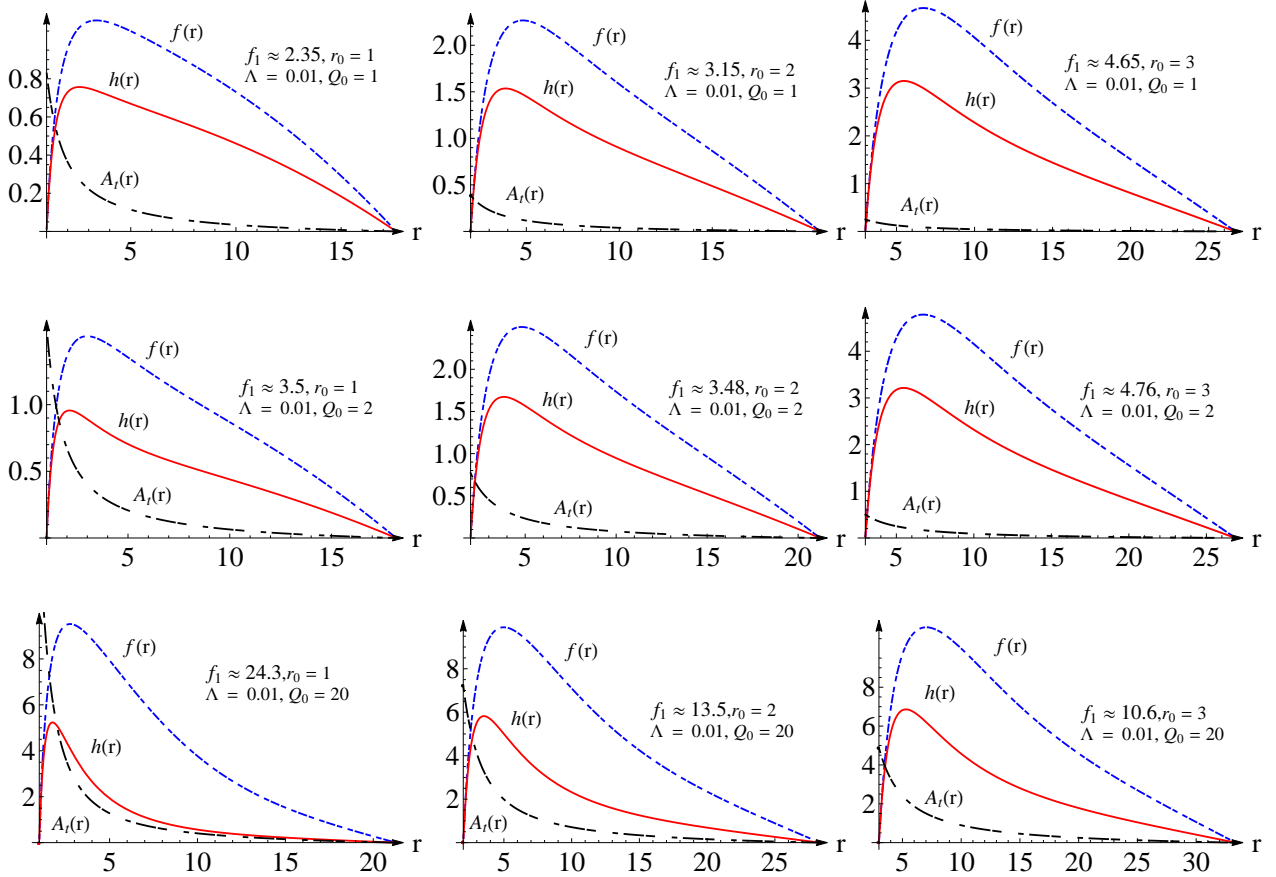 f(r)
f₁ ≈ 2.35, r₀ = 1
Λ = 0.01, Q₀ = 1
h(r)
Aₜ(r)
0.8
0.6
0.4
0.2
5 10 15 r
f(r)
f₁ ≈ 3.15, r₀ = 2
Λ = 0.01, Q₀ = 1
h(r)
Aₜ(r)
2.0
1.5
1.0
0.5
5 10 15 20 r
f(r)
f₁ ≈ 4.65, r₀ = 3
Λ = 0.01, Q₀ = 1
h(r)
Aₜ(r)
4
3
2
1
5 10 15 20 25 r
f(r)
f₁ ≈ 3.5, r₀ = 1
Λ = 0.01, Q₀ = 2
h(r)
Aₜ(r)
1.0
0.5
5 10 15 r
f(r)
f₁ ≈ 3.48, r₀ = 2
Λ = 0.01, Q₀ = 2
h(r)
Aₜ(r)
2.0
1.5
1.0
0.5
5 10 15 20 r
f(r)
f₁ ≈ 4.76, r₀ = 3
Λ = 0.01, Q₀ = 2
h(r)
Aₜ(r)
4
3
2
1
5 10 15 20 25 r
f(r)
f₁ ≈ 24.3,r₀ = 1
Λ = 0.01, Q₀ = 20
h(r)
Aₜ(r)
8
6
4
2
5 10 15 20 r
f(r)
f₁ ≈ 13.5,r₀ = 2
Λ = 0.01, Q₀ = 20
h(r)
Aₜ(r)
8
6
4
2
5 10 15 20 25 r
f(r)
f₁ ≈ 10.6,r₀ = 3
Λ = 0.01, Q₀ = 20
h(r)
Aₜ(r)
8
6
4
2
5 10 15 20 25 30 r